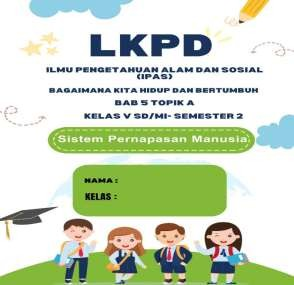 LKPD
ILMU PENGETAHUAN ALAM DAN SOSIAL
(IPAS)
BAGAIMANA KITA HIDUP DAN BERTUMBUH
BAB 5 TOPIK A
KELAS V SD/MI- SEMESTER 2
Sistem Pernapasan Manusia
NAMA :
KELAS :